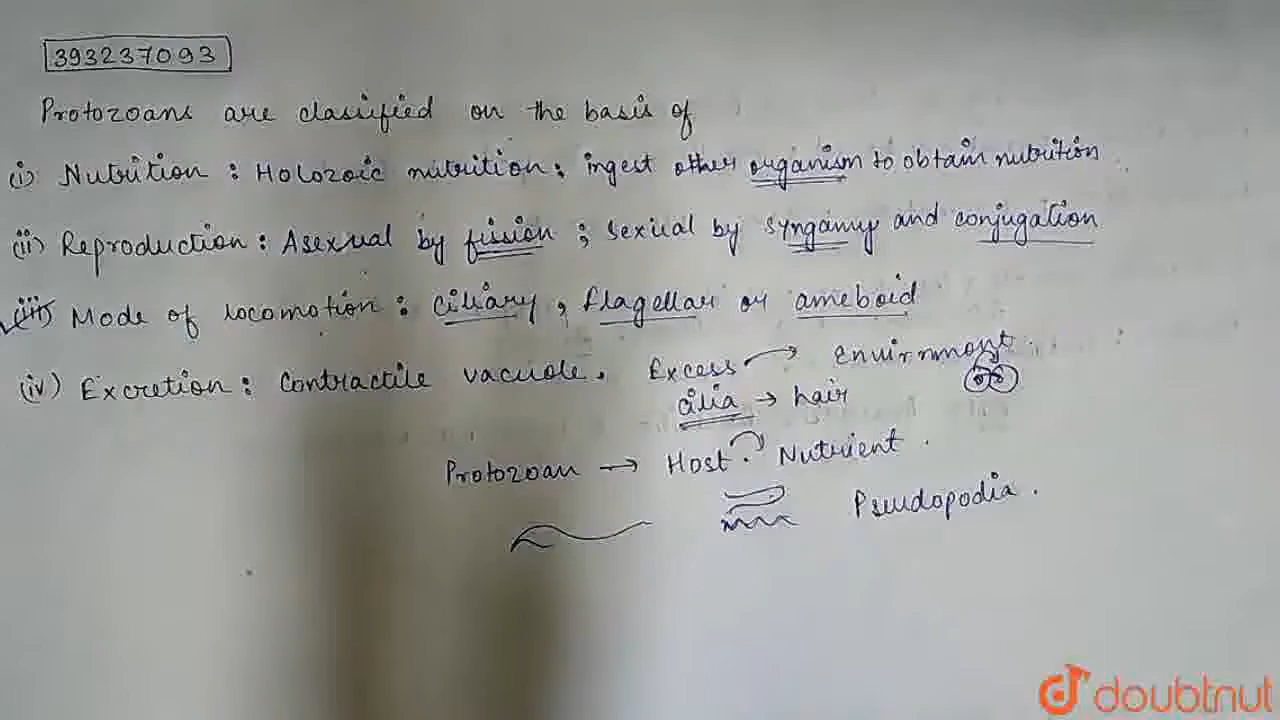 393237093
Protozoans are classified on the basis of
(i) Nutrition : Holozoic nutrition : ingest other organism to obtain nutrition
(ii) Reproduction : Asexual by fission ; Sexual by syngamy and conjugation
(iii) Mode of locomotion : Ciliary, flagellar or ameboid
(iv) Excretion : Contractile vacuole. Excess → Envirnmont.
cilia → hair
Protozoan → Host. Nutrient.
Pseudopodia.
doubtnut